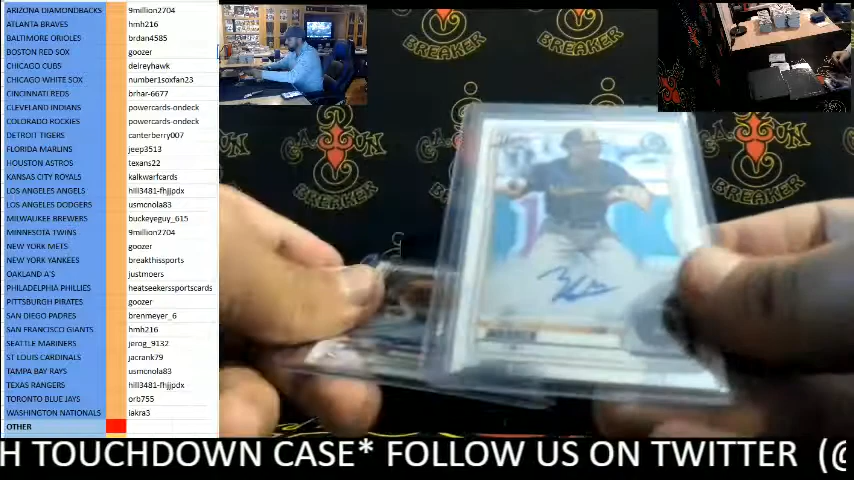 ARIZONA DIAMONDBACKS 9million2704
ATLANTA BRAVES hmh216
BALTIMORE ORIOLES brdan4585
BOSTON RED SOX goozer
CHICAGO CUBS delreyhawk
CHICAGO WHITE SOX number1soxfan23
CINCINATTI REDS brhar-6677
CLEVELAND INDIANS powercards-ondeck
COLORADO ROCKIES powercards-ondeck
DETROIT TIGERS canterberry007
FLORIDA MARLINS jeep3513
HOUSTON ASTROS texans22
KANSAS CITY ROYALS kalkwarfcards
LOS ANGELES ANGELS hill3481-fhjjpdx
LOS ANGELES DODGERS usmcnola83
MILWAUKEE BREWERS buckeyeguy_615
MINNESOTA TWINS 9million2704
NEW YORK METS goozer
NEW YORK YANKEES breakthissports
OAKLAND A'S justmoers
PHILADELPHIA PHILLIES heatseekerssportscards
PITTSBURGH PIRATES goozer
SAN DIEGO PADRES brenmeyer_6
SAN FRANCISCO GIANTS hmh216
SEATTLE MARINERS jerog_9132
ST LOUIS CARDINALS jacrank79
TAMPA BAY RAYS usmcnola83
TEXAS RANGERS hill3481-fhjjpdx
TORONTO BLUE JAYS orb755
WASHINGTON NATIONALS lakra3
OTHER
BREAKER
BREAKER
BREAKER
BREAKER
H TOUCHDOWN CASE* FOLLOW US ON TWITTER (@